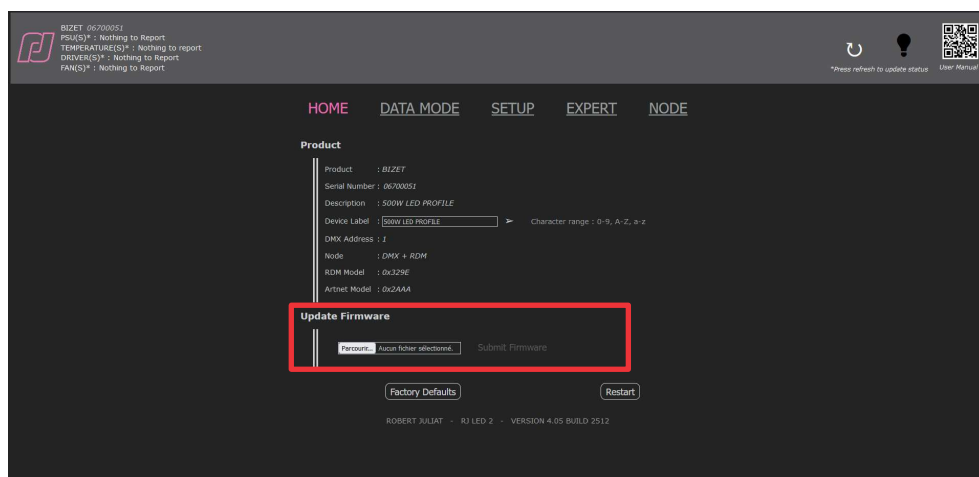 BIZET 06700051
PSU(S)* : Nothing to Report
TEMPERATURE(S)* : Nothing to report
DRIVER(S)* : Nothing to Report
FAN(S)* : Nothing to Report
*Press refresh to update status
User Manual
HOME DATA MODE SETUP EXPERT NODE
Product
Product : BIZET
Serial Number : 06700051
Description : 500W LED PROFILE
Device Label : 500W LED PROFILE ➢ Character range : 0-9, A-Z, a-z
DMX Address : 1
Node : DMX + RDM
RDM Model : 0x329E
Artnet Model : 0x2AAA
Update Firmware
Parcourir... Aucun fichier sélectionné. Submit Firmware
Factory Defaults Restart
ROBERT JULIAT - RJ LED 2 - VERSION 4.05 BUILD 2512